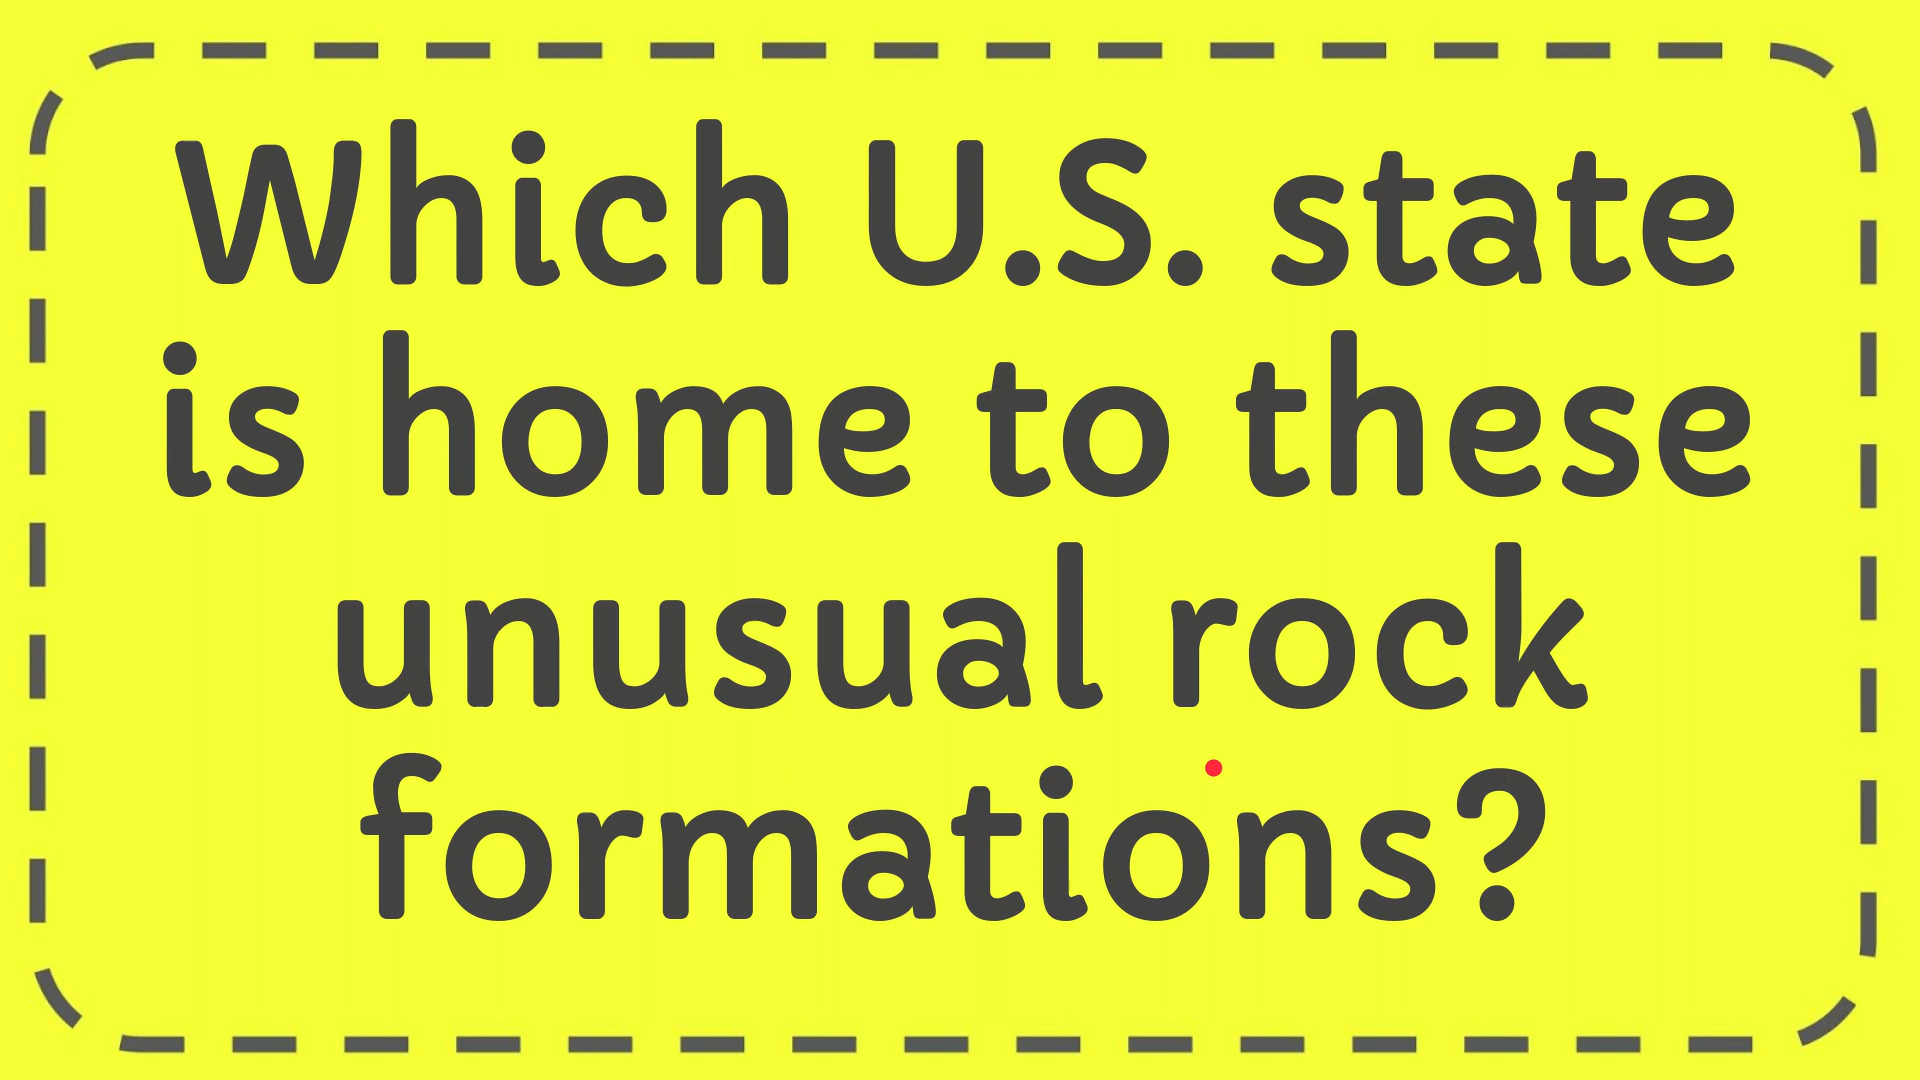 Which U.S. state
is home to these
unusual rock
formations?